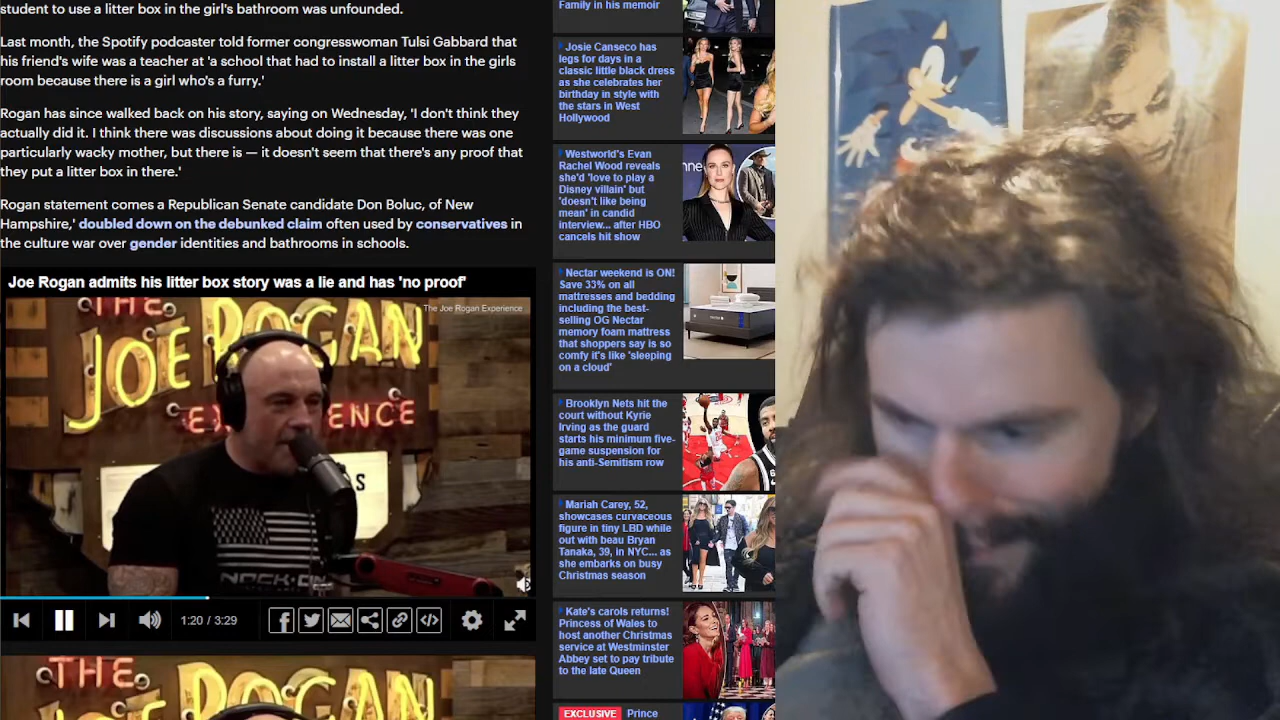 student to use a litter box in the girl's bathroom was unfounded.
Last month, the Spotify podcaster told former congresswoman Tulsi Gabbard that
his friend's wife was a teacher at 'a school that had to install a litter box in the girls
room because there is a girl who's a furry.'
Rogan has since walked back on his story, saying on Wednesday, 'I don't think they
actually did it. I think there was discussions about doing it because there was one
particularly wacky mother, but there is — it doesn't seem that there's any proof that
they put a litter box in there.'
Rogan statement comes a Republican Senate candidate Don Boluc, of New
Hampshire,' doubled down on the debunked claim often used by conservatives in
the culture war over gender identities and bathrooms in schools.
Joe Rogan admits his litter box story was a lie and has 'no proof'
The Joe Rogan Experience
THE
JOE ROGAN
EX ENCE
NOCK-ON
1:20 / 3:29
THE
JOE ROGAN
Family in his memoir
Josie Canseco has
legs for days in a
classic little black dress
as she celebrates her
birthday in style with
the stars in West
Hollywood
Westworld's Evan
Rachel Wood reveals
she'd 'love to play a
Disney villain' but
'doesn't like being
mean' in candid
interview... after HBO
cancels hit show
Nectar weekend is ON!
Save 33% on all
mattresses and bedding
including the best-
selling OG Nectar
memory foam mattress
that shoppers say is so
comfy it's like 'sleeping
on a cloud'
Brooklyn Nets hit the
court without Kyrie
Irving as the guard
starts his minimum five-
game suspension for
his anti-Semitism row
Mariah Carey, 52,
showcases curvaceous
figure in tiny LBD while
out with beau Bryan
Tanaka, 39, in NYC... as
she embarks on busy
Christmas season
Kate's carols returns!
Princess of Wales to
host another Christmas
service at Westminster
Abbey set to pay tribute
to the late Queen
EXCLUSIVE Prince